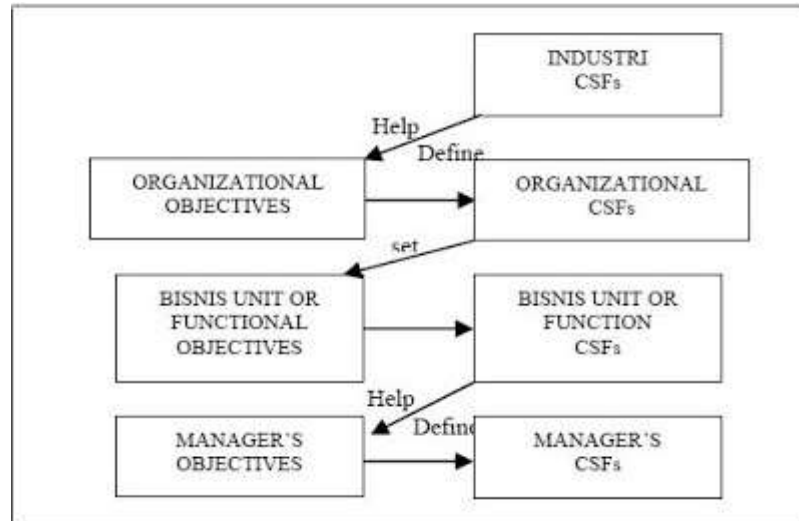 INDUSTRI
CSFs
Help
Define
ORGANIZATIONAL
OBJECTIVES
ORGANIZATIONAL
CSFs
set
BISNIS UNIT OR
FUNCTIONAL
OBJECTIVES
BISNIS UNIT OR
FUNCTION
CSFs
Help
Define
MANAGER'S
OBJECTIVES
MANAGER'S
CSFs